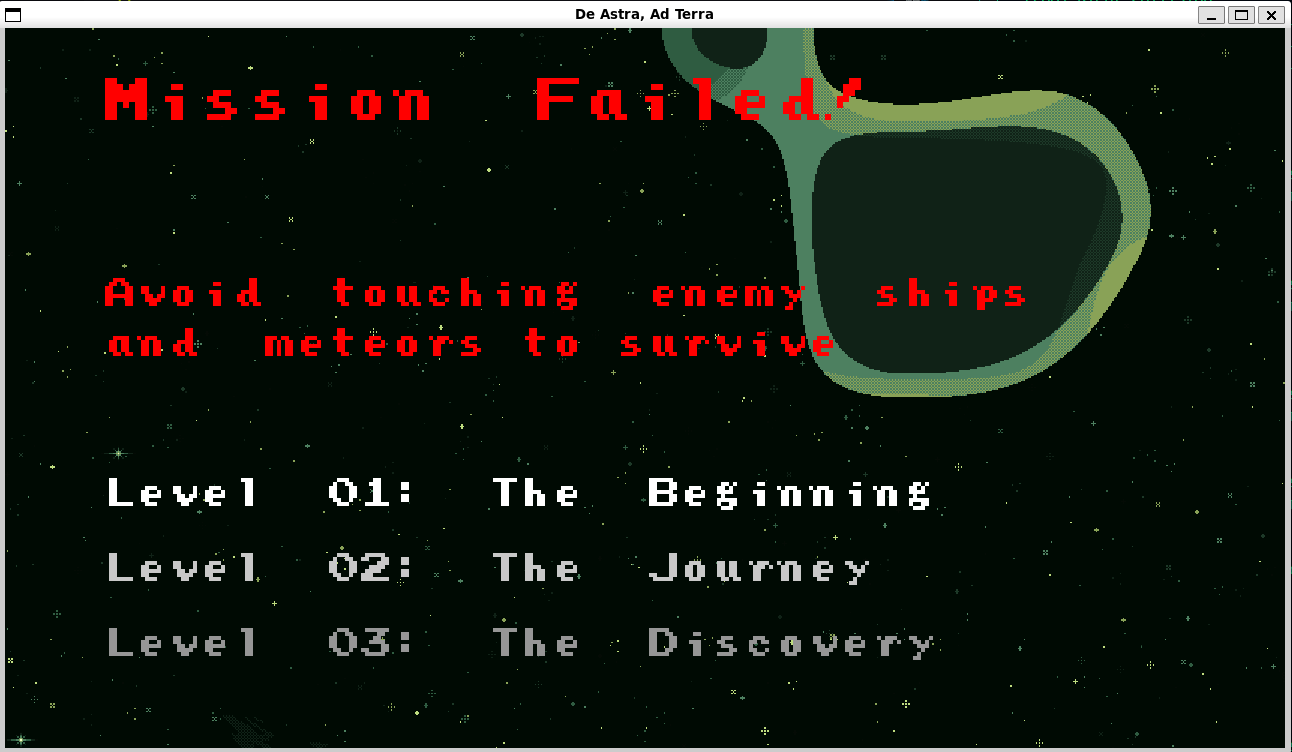 De Astra, Ad Terra
Mission Failed!
Avoid touching enemy ships
and meteors to survive
Level 01: The Beginning
Level 02: The Journey
Level 03: The Discovery